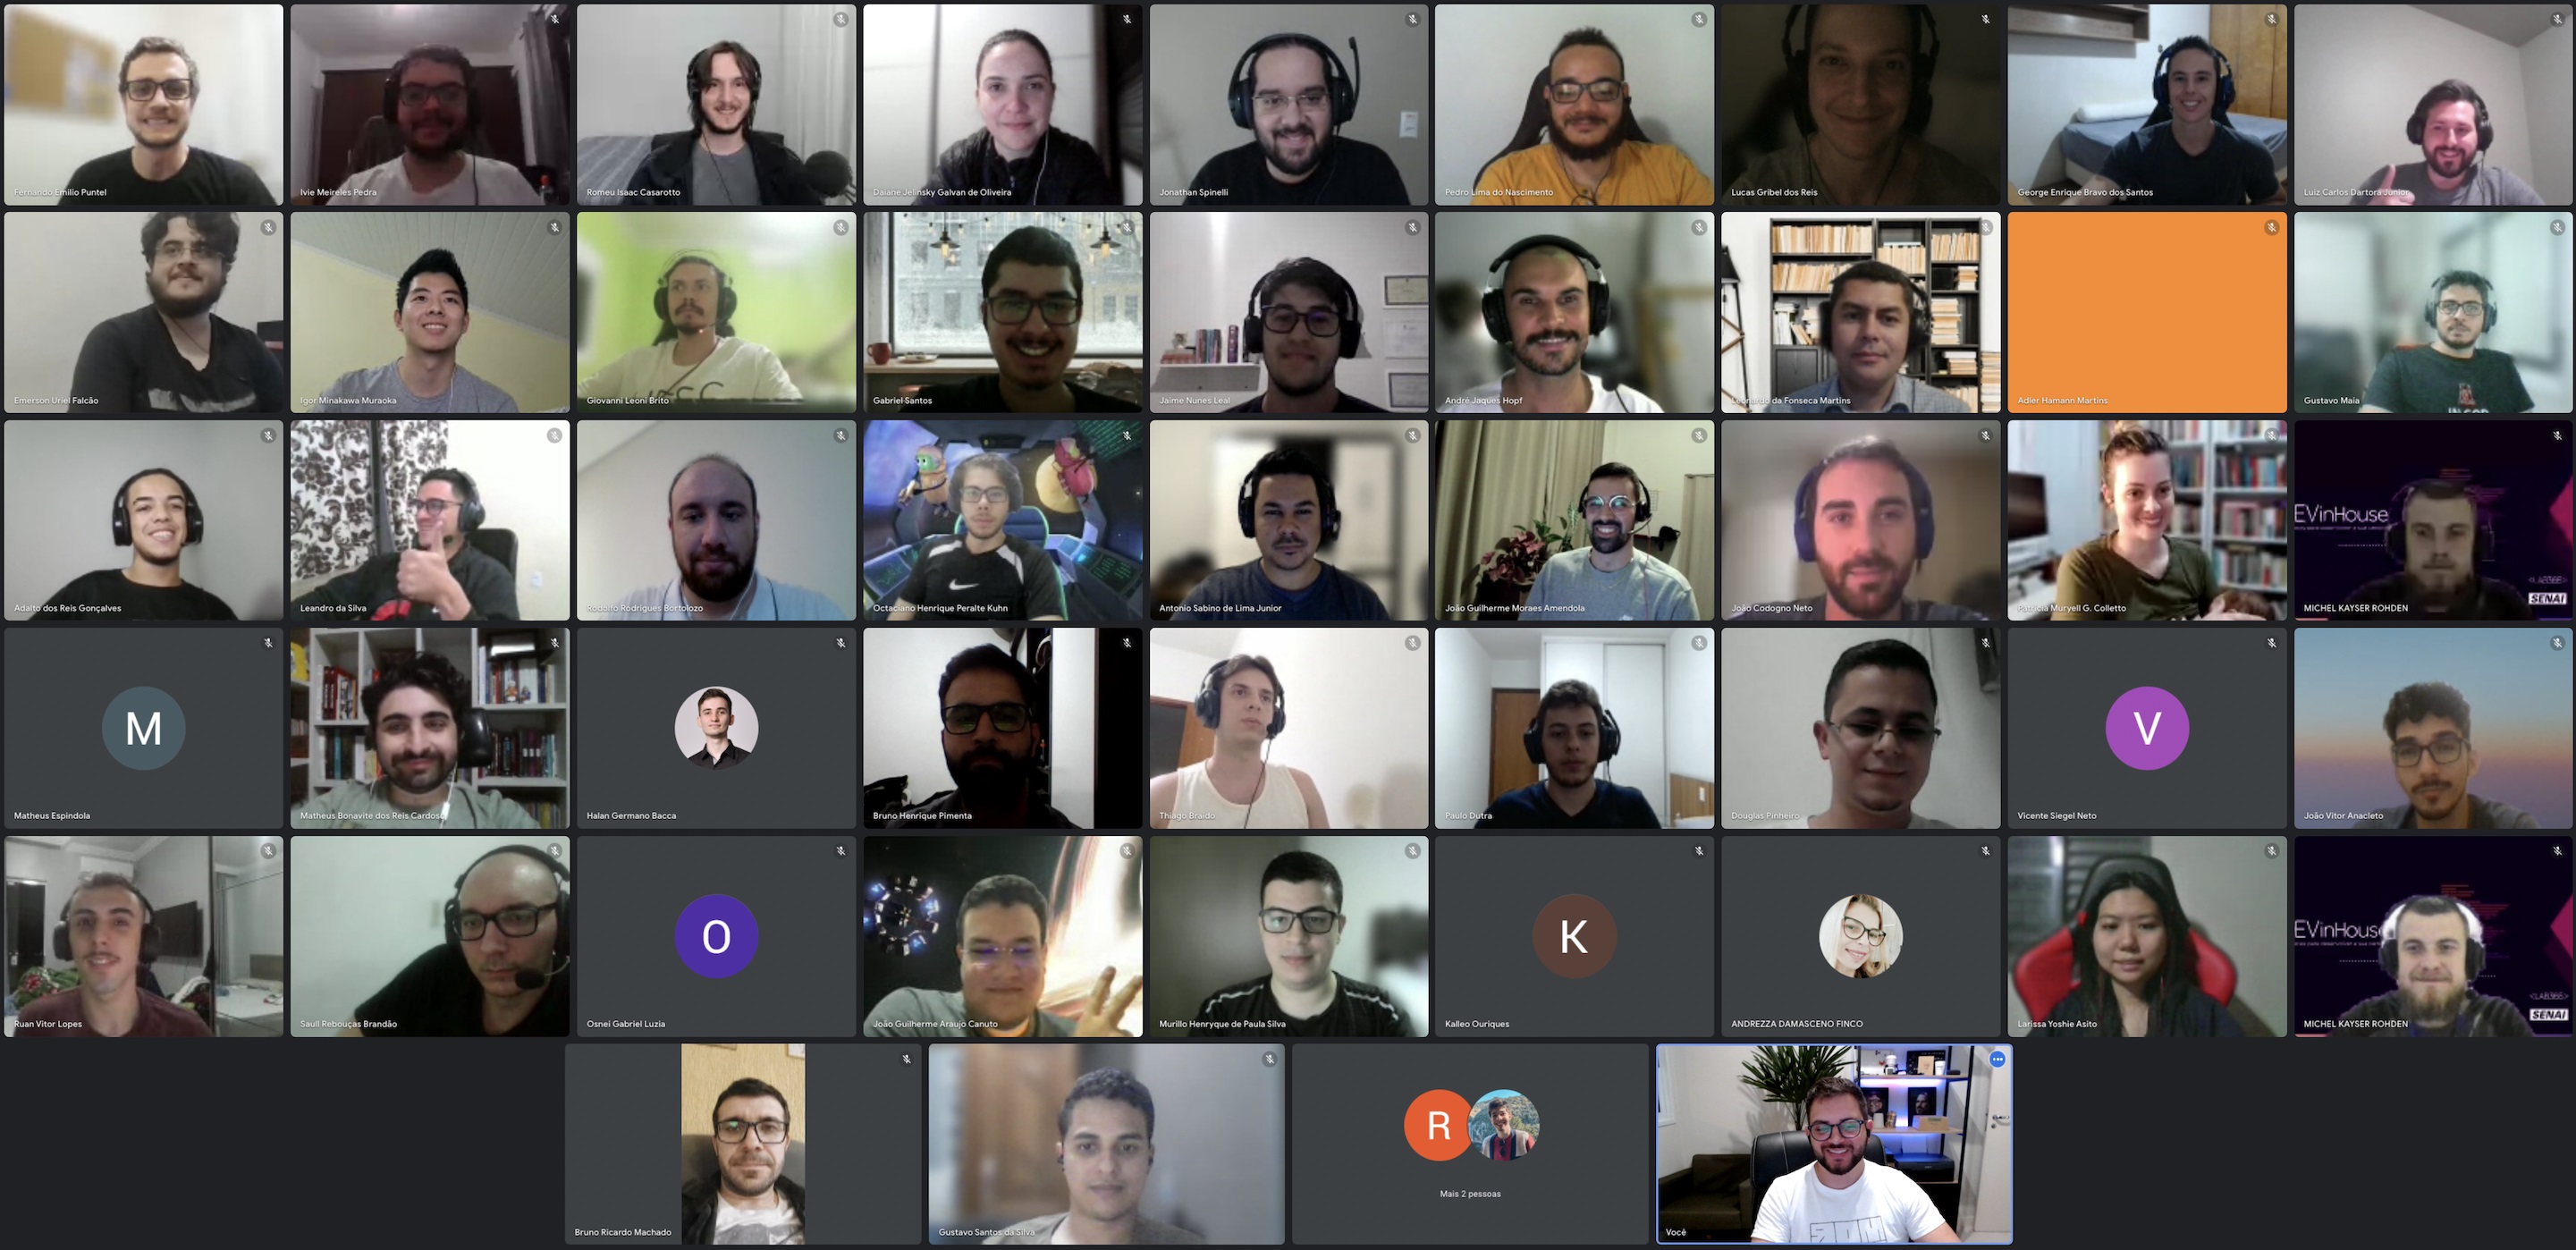 Fernando Emilio Puntel
Ivie Meireles Pedra
Romeu Isaac Casarotto
Daiane Jelinsky Galvan de Oliveira
Jonathan Spinelli
Pedro Lima do Nascimento
Lucas Gribel dos Reis
George Enrique Bravo dos Santos
Luiz Carlos Dartora Junior
Emerson Uriel Falcão
Igor Minakawa Muraoka
Giovanni Leoni Brito
Gabriel Santos
Jaime Nunes Leal
André Jaques Hopf
Leonardo da Fonseca Martins
Adler Hamann Martins
Gustavo Maia
Adalto dos Reis Gonçalves
Leandro da Silva
Rodolfo Rodrigues Bortolozo
Octaciano Henrique Peralte Kuhn
Antonio Sabino de Lima Junior
João Guilherme Moraes Amendola
João Codogno Neto
Patricia Muryell G. Colletto
EVinHouse
<LAB365>
SENAI
MICHEL KAYSER ROHDEN
M
Matheus Espindola
Matheus Bonavite dos Reis Cardoso
Halan Germano Bacca
Bruno Henrique Pimenta
Thiago Braido
Paulo Dutra
Douglas Pinheiro
V
Vicente Siegel Neto
João Vitor Anacleto
Ruan Vitor Lopes
Saull Rebouças Brandão
O
Osnei Gabriel Luzia
João Guilherme Araujo Canuto
Murillo Henryque de Paula Silva
K
Kalleo Ouriques
ANDREZZA DAMASCENO FINCO
Larissa Yoshie Asito
EVinHouse
<LAB365>
SENAI
MICHEL KAYSER ROHDEN
Bruno Ricardo Machado
Gustavo Santos da Silva
R
Mais 2 pessoas
Você